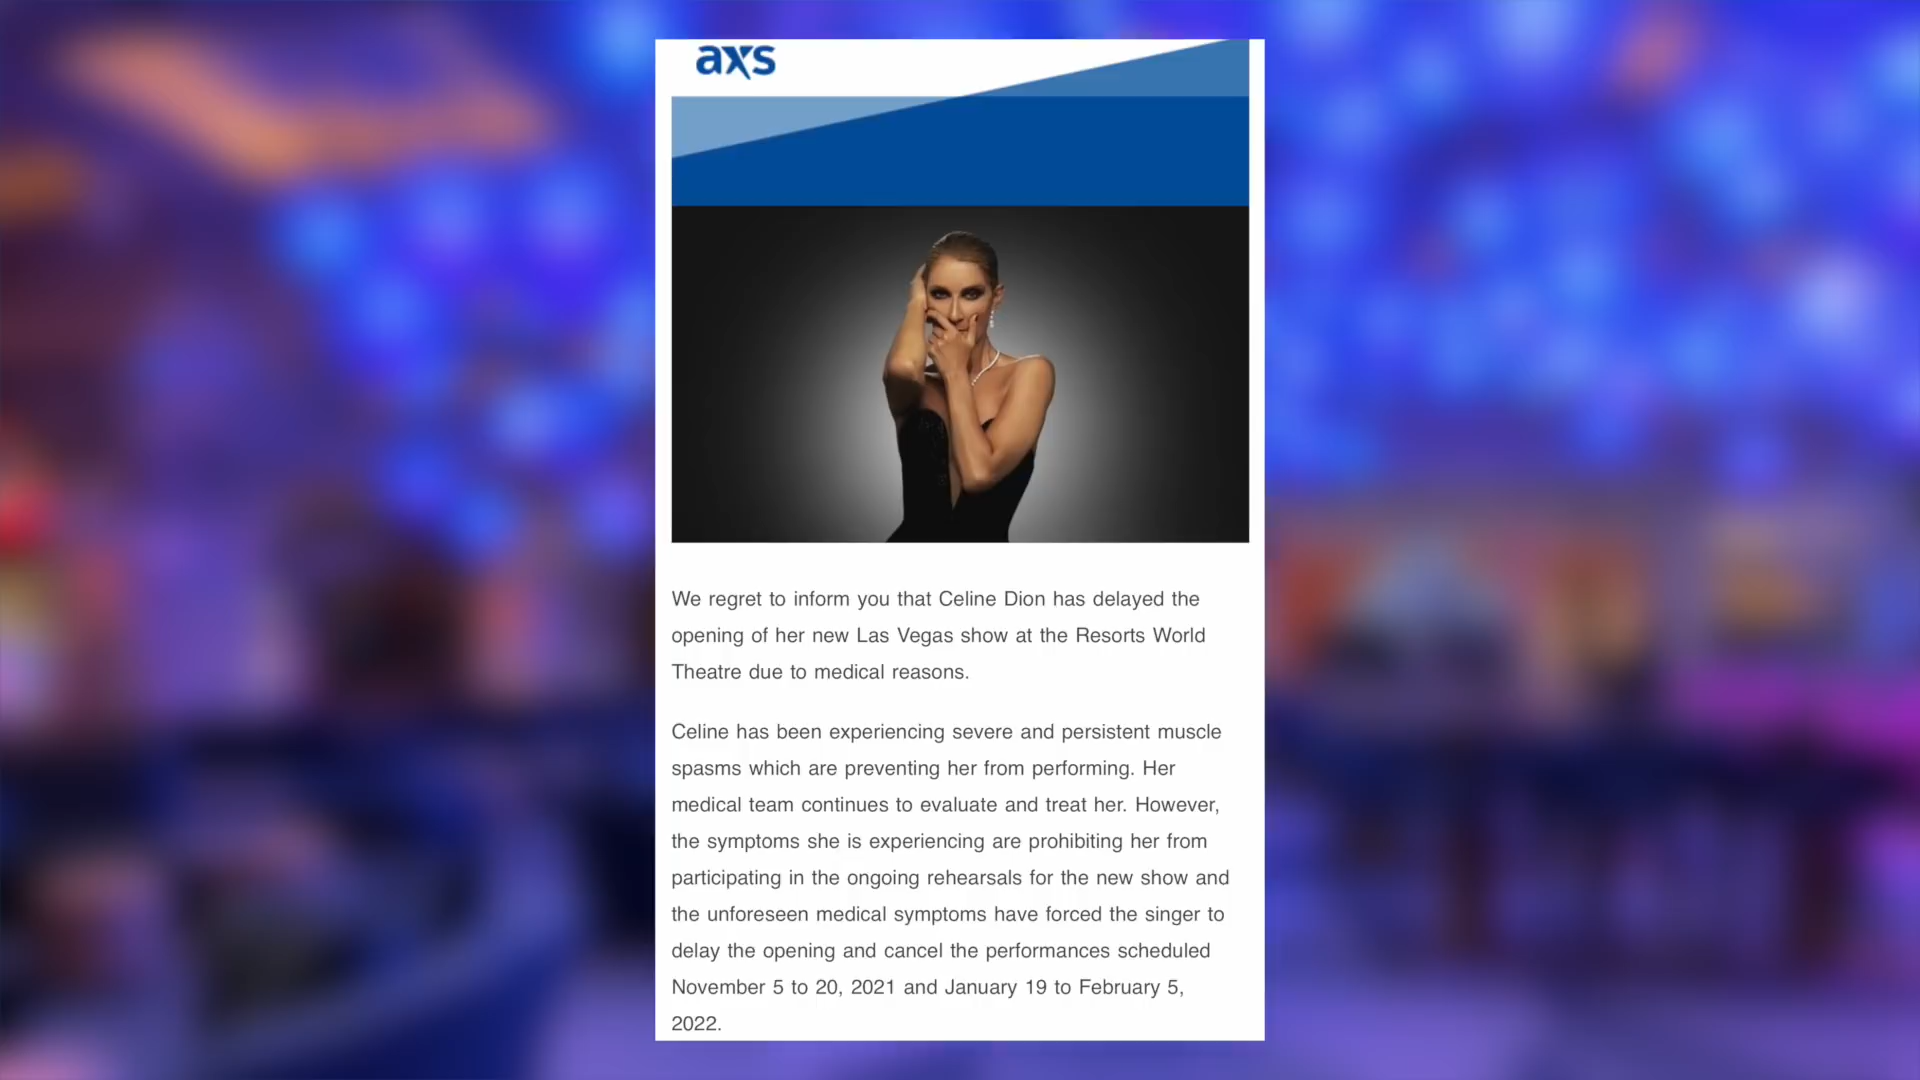 axs
We regret to inform you that Celine Dion has delayed the
opening of her new Las Vegas show at the Resorts World
Theatre due to medical reasons.
Celine has been experiencing severe and persistent muscle
spasms which are preventing her from performing. Her
medical team continues to evaluate and treat her. However,
the symptoms she is experiencing are prohibiting her from
participating in the ongoing rehearsals for the new show and
the unforeseen medical symptoms have forced the singer to
delay the opening and cancel the performances scheduled
November 5 to 20, 2021 and January 19 to February 5,
2022.